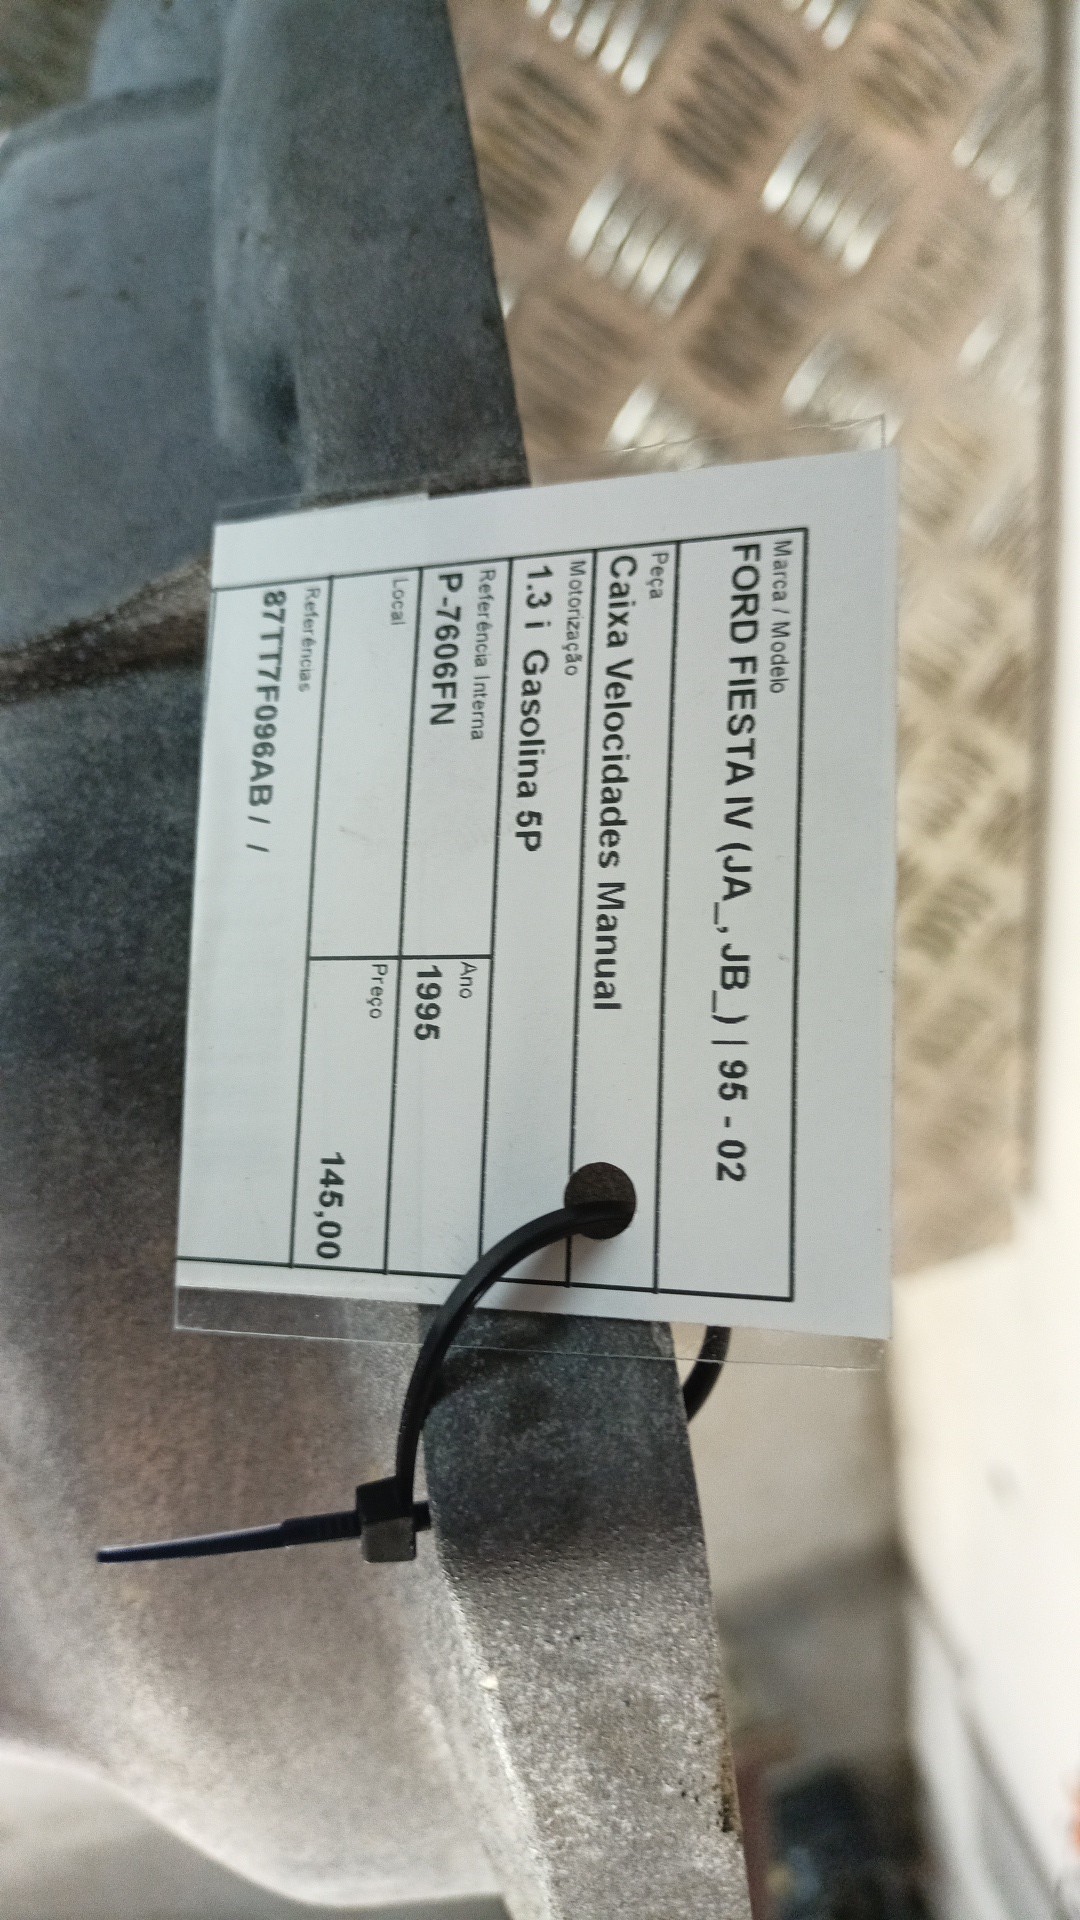 Marca / Modelo
FORD FIESTA IV (JA_, JB_) | 95 - 02
Peça
Caixa Velocidades Manual
Motorização
1.3 i Gasolina 5P
Referência Interna
P-7606FN
Ano
1995
Local
Preço
145,00
Referências
87TT7F096AB / /